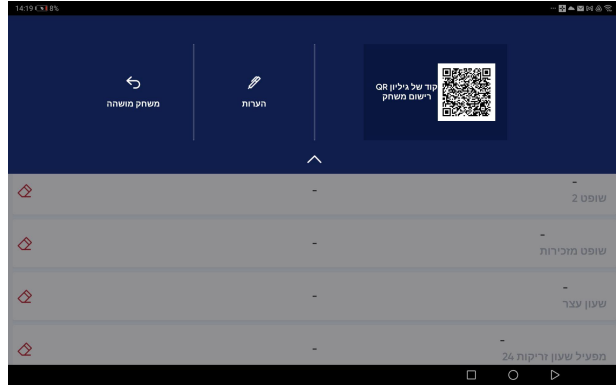 14:19 8%
קוד של גיליון QR
רישום משחק
הערות
משחק מושהה
-
-
שופט 2
-
-
שופט מזכירות
-
-
שעון עצר
-
-
מפעיל שעון זריקות 24